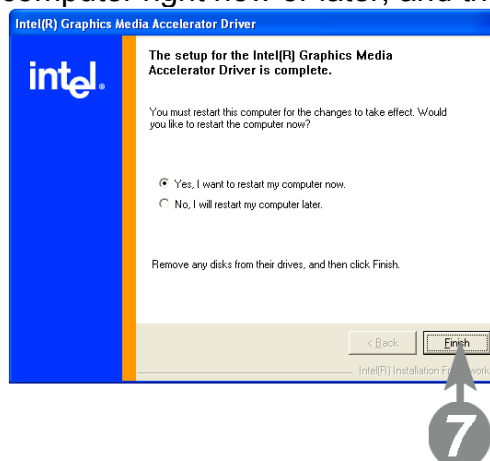 computer right now or later, and th
Intel(R) Graphics Media Accelerator Driver
intel.
The setup for the Intel(R) Graphics Media
Accelerator Driver is complete.
You must restart this computer for the changes to take effect. Would
you like to restart the computer now?
Yes, I want to restart my computer now.
No, I will restart my computer later.
Remove any disks from their drives, and then click Finish.
< Back
Finish
Intel(R) Installation Framework
7